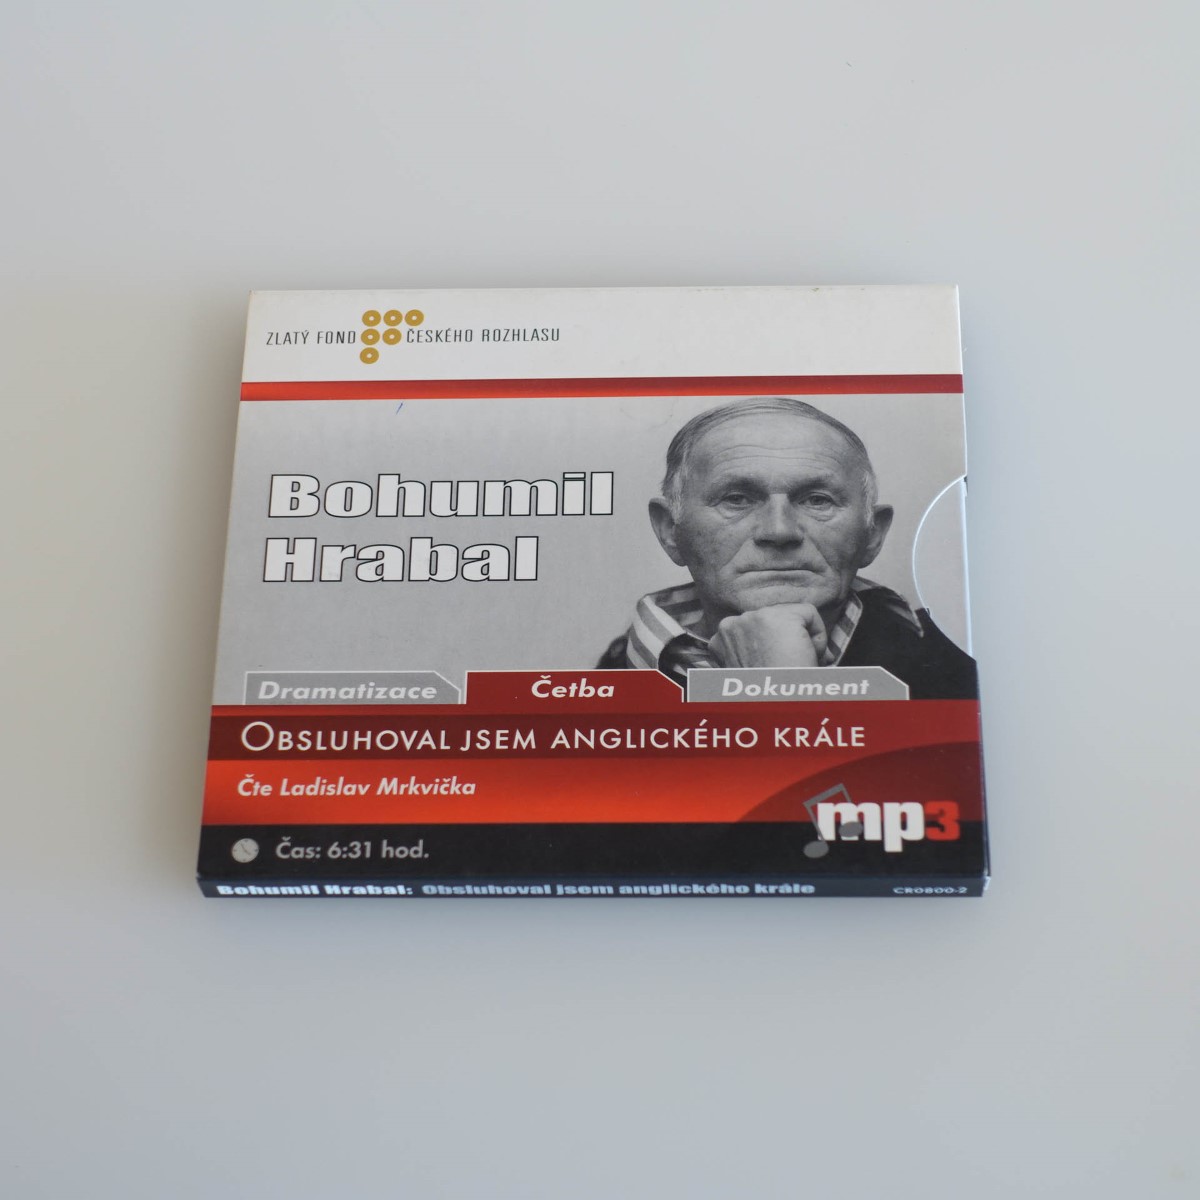 ZLATÝ FOND ČESKÉHO ROZHLASU
Bohumil
Hrabal
Dramatizace Četba Dokument
OBSLUHOVAL JSEM ANGLICKÉHO KRÁLE
Čte Ladislav Mrkvička
mp3
Čas: 6:31 hod.
Bohumil Hrabal: Obsluhoval jsem anglického krále CR0800-2